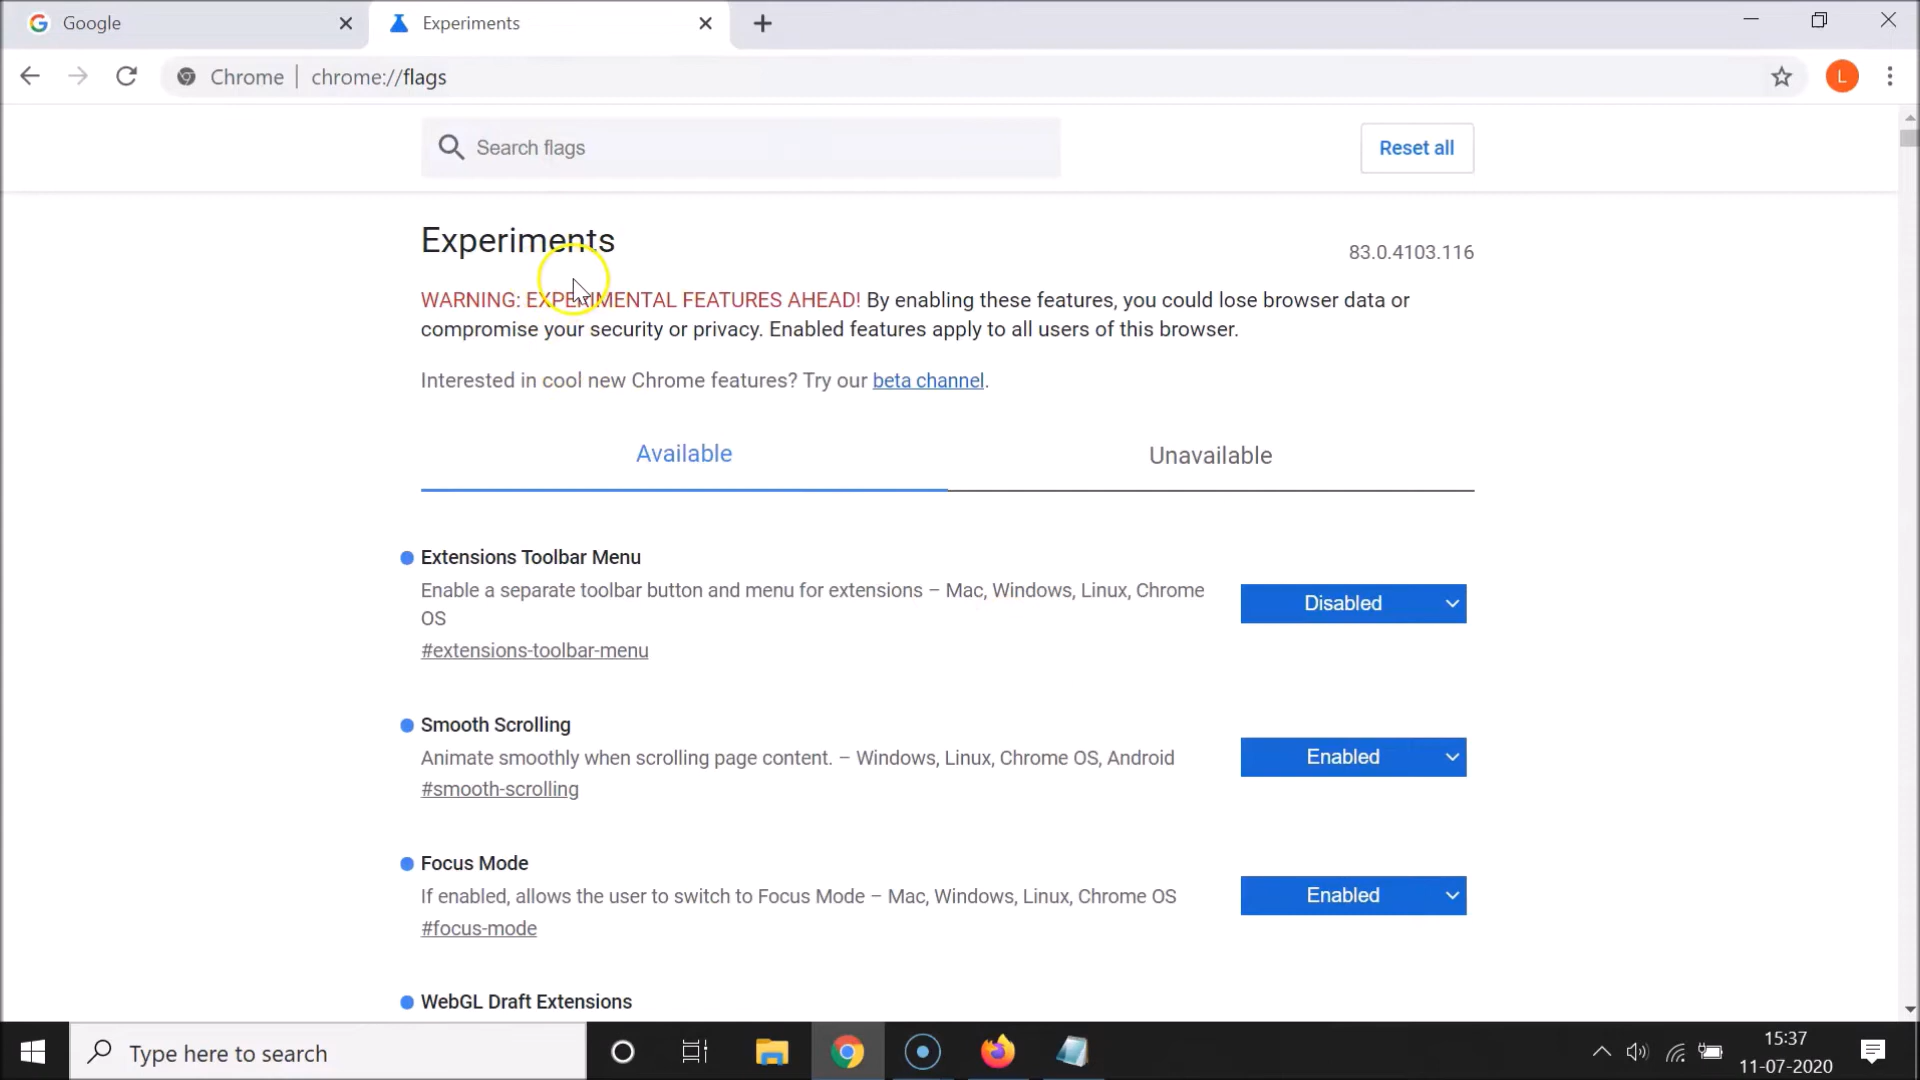 Google
Experiments
Chrome | chrome://flags
L
Search flags
Reset all
Experiments
83.0.4103.116
WARNING: EXPERIMENTAL FEATURES AHEAD! By enabling these features, you could lose browser data or
compromise your security or privacy. Enabled features apply to all users of this browser.
Interested in cool new Chrome features? Try our beta channel.
Available
Unavailable
Extensions Toolbar Menu
Enable a separate toolbar button and menu for extensions – Mac, Windows, Linux, Chrome
OS
#extensions-toolbar-menu
Disabled
Smooth Scrolling
Animate smoothly when scrolling page content. – Windows, Linux, Chrome OS, Android
#smooth-scrolling
Enabled
Focus Mode
If enabled, allows the user to switch to Focus Mode – Mac, Windows, Linux, Chrome OS
#focus-mode
Enabled
WebGL Draft Extensions
Type here to search
15:37
11-07-2020